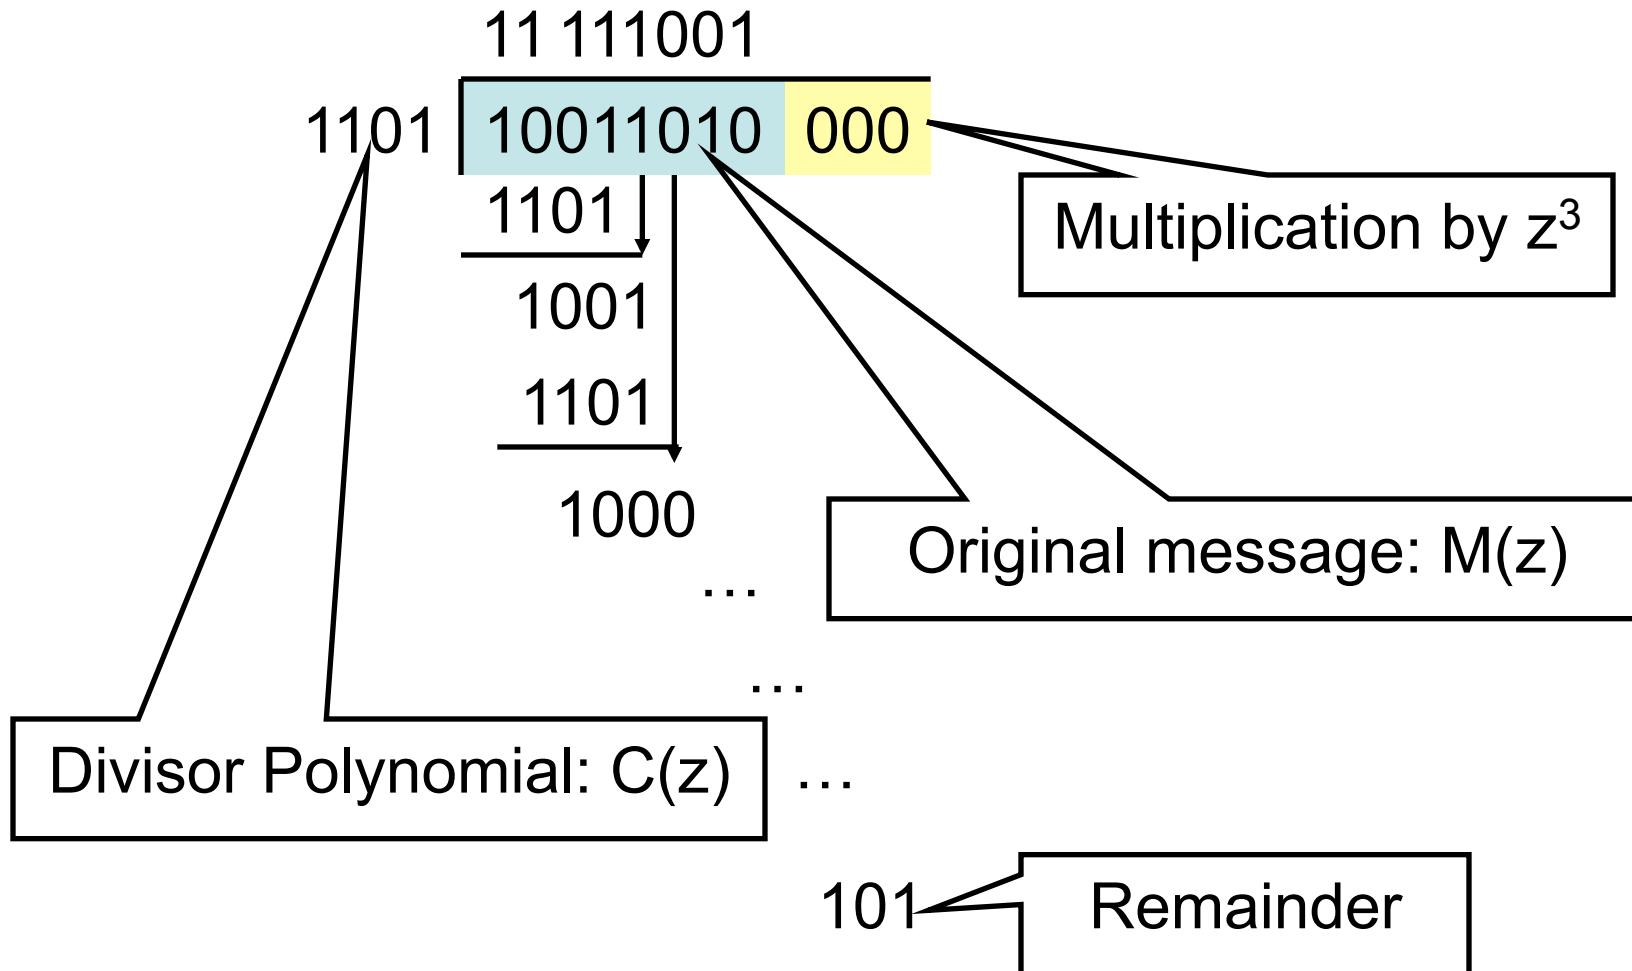 11 111001
1101 10011010 000
1101
Multiplication by z³
1001
1101
1000
Original message: M(z)
…
…
Divisor Polynomial: C(z) …
101 Remainder